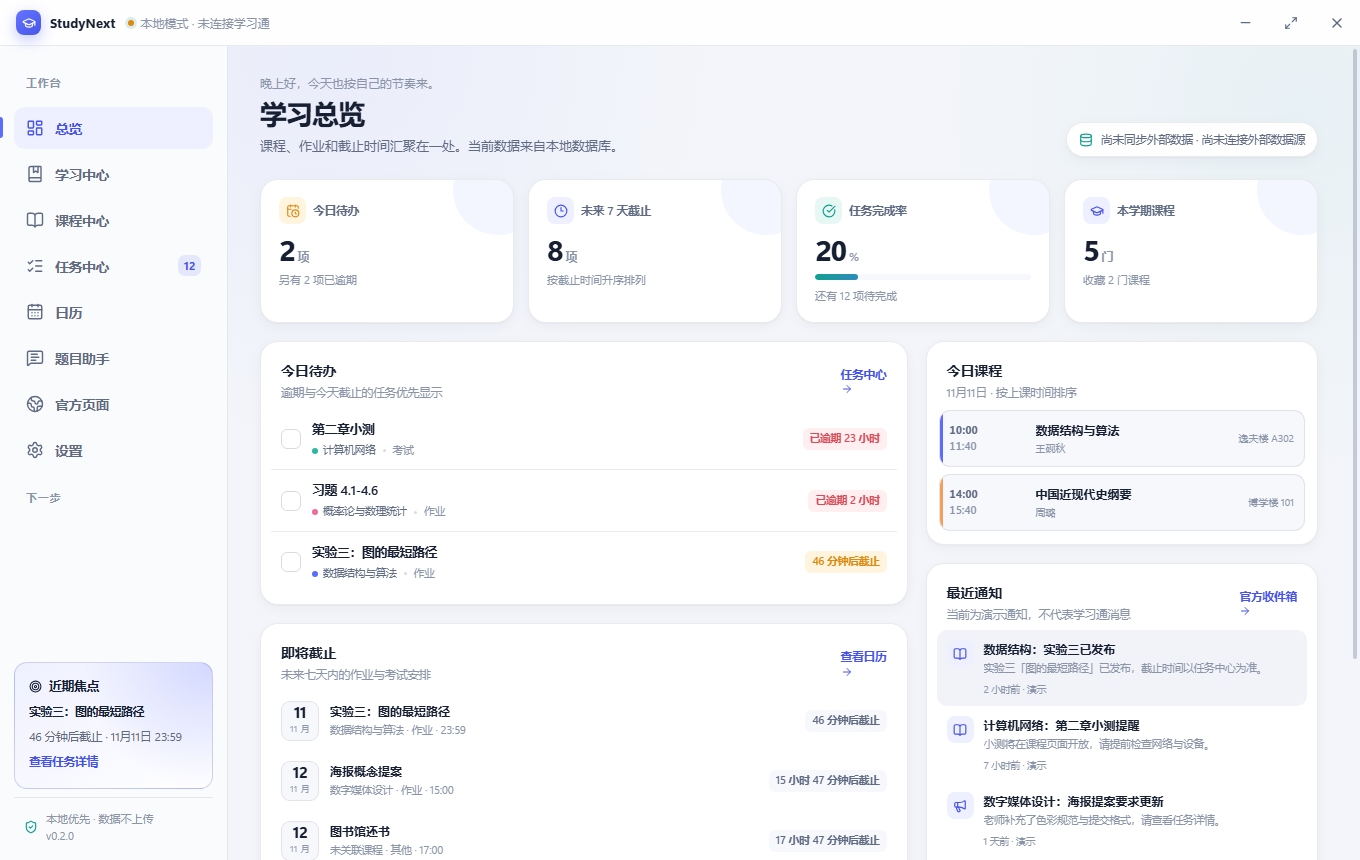 StudyNext 本地模式 · 未连接学习通
工作台
总览
学习中心
课程中心
任务中心 12
日历
题目助手
官方页面
设置
下一步
近期焦点
实验三：图的最短路径
46 分钟后截止 · 11月11日 23:59
查看任务详情
本地优先 · 数据不上传
v0.2.0
晚上好，今天也按自己的节奏来。
学习总览
课程、作业和截止时间汇聚在一处。当前数据来自本地数据库。
尚未同步外部数据 · 尚未连接外部数据源
今日待办
2 项
另有 2 项已逾期
未来 7 天截止
8 项
按截止时间升序排列
任务完成率
20 %
还有 12 项待完成
本学期课程
5 门
收藏 2 门课程
今日待办
逾期与今天截止的任务优先显示
任务中心
→
第二章小测
计算机网络 · 考试
已逾期 23 小时
习题 4.1-4.6
概率论与数理统计 · 作业
已逾期 2 小时
实验三：图的最短路径
数据结构与算法 · 作业
46 分钟后截止
即将截止
未来七天内的作业与考试安排
查看日历
→
11
11 月
实验三：图的最短路径
数据结构与算法 · 作业 · 23:59
46 分钟后截止
12
11 月
海报概念提案
数字媒体设计 · 作业 · 15:00
15 小时 47 分钟后截止
12
11 月
图书馆还书
未关联课程 · 其他 · 17:00
17 小时 47 分钟后截止
今日课程
11月11日 · 按上课时间排序
10:00
11:40
数据结构与算法
王砚秋
逸夫楼 A302
14:00
15:40
中国近现代史纲要
周璐
博学楼 101
最近通知
当前为演示通知，不代表学习通消息
官方收件箱
→
数据结构：实验三已发布
实验三「图的最短路径」已发布，截止时间以任务中心为准。
2 小时前 · 演示
计算机网络：第二章小测提醒
小测将在课程页面开放，请提前检查网络与设备。
7 小时前 · 演示
数字媒体设计：海报提案要求更新
老师补充了色彩规范与提交格式，请查看任务详情。
1 天前 · 演示